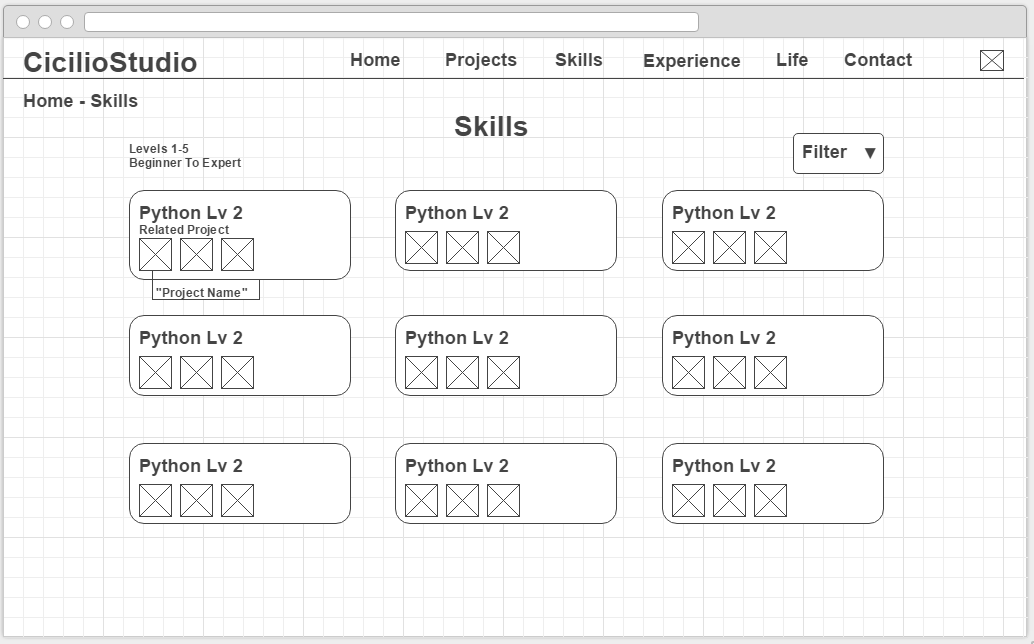 CicilioStudio
Home Projects Skills Experience Life Contact
Home - Skills
Skills
Levels 1-5
Beginner To Expert
Filter ▼
Python Lv 2
Related Project
"Project Name"
Python Lv 2
Python Lv 2
Python Lv 2
Python Lv 2
Python Lv 2
Python Lv 2
Python Lv 2
Python Lv 2